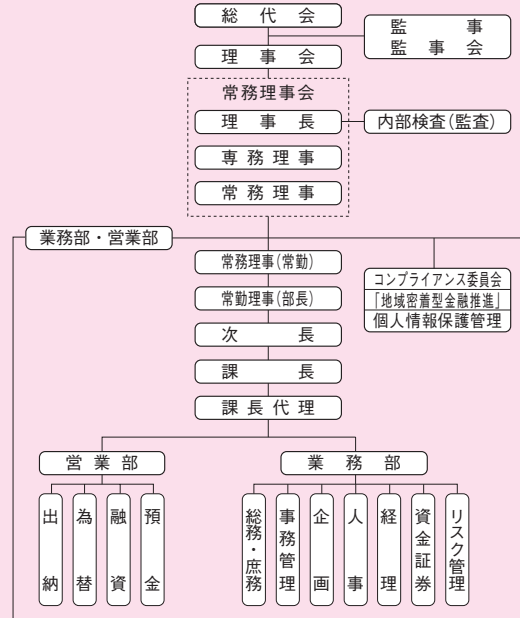 総代会
監事
監事会
理事会
常務理事会
理事長
内部検査(監査)
専務理事
常務理事
業務部・営業部
常務理事(常勤)
コンプライアンス委員会
「地域密着型金融推進」
個人情報保護管理
常勤理事(部長)
次長
課長
課長代理
営業部
業務部
出納
為替
融資
預金
総務・庶務
事務管理
企画
人事
経理
資金証券
リスク管理